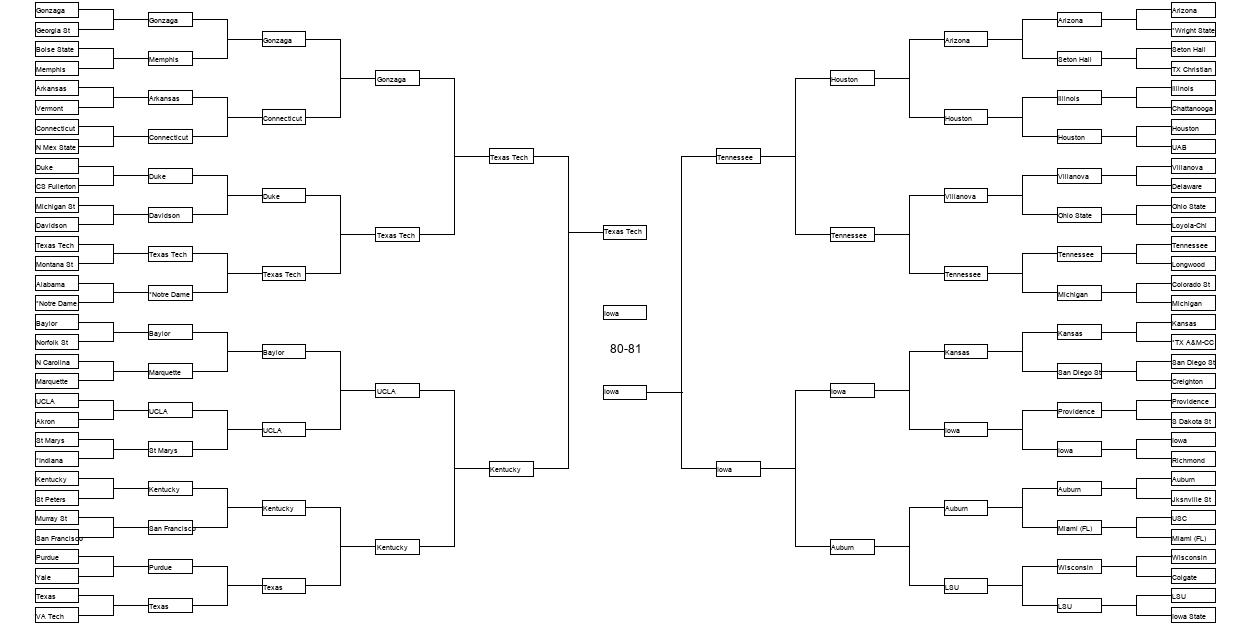 Gonzaga
Georgia St
Boise State
Memphis
Arkansas
Vermont
Connecticut
N Mex State
Duke
CS Fullerton
Michigan St
Davidson
Texas Tech
Montana St
Alabama
*Notre Dame
Baylor
Norfolk St
N Carolina
Marquette
UCLA
Akron
St Marys
*Indiana
Kentucky
St Peters
Murray St
San Francisco
Purdue
Yale
Texas
VA Tech
Gonzaga
Memphis
Arkansas
Connecticut
Duke
Davidson
Texas Tech
*Notre Dame
Baylor
Marquette
UCLA
St Marys
Kentucky
San Francisco
Purdue
Texas
Gonzaga
Connecticut
Duke
Texas Tech
Baylor
UCLA
Kentucky
Texas
Gonzaga
Texas Tech
UCLA
Kentucky
Texas Tech
Kentucky
Texas Tech
Iowa
80-81
Iowa
Tennessee
Iowa
Houston
Tennessee
Iowa
Auburn
Arizona
Houston
Villanova
Tennessee
Kansas
Iowa
Auburn
LSU
Arizona
Seton Hall
Illinois
Houston
Villanova
Ohio State
Tennessee
Michigan
Kansas
San Diego St
Providence
Iowa
Auburn
Miami (FL)
Wisconsin
LSU
Arizona
*Wright State
Seton Hall
TX Christian
Illinois
Chattanooga
Houston
UAB
Villanova
Delaware
Ohio State
Loyola-Chi
Tennessee
Longwood
Colorado St
Michigan
Kansas
*TX A&M-CC
San Diego St
Creighton
Providence
S Dakota St
Iowa
Richmond
Auburn
Jksnville St
USC
Miami (FL)
Wisconsin
Colgate
LSU
Iowa State